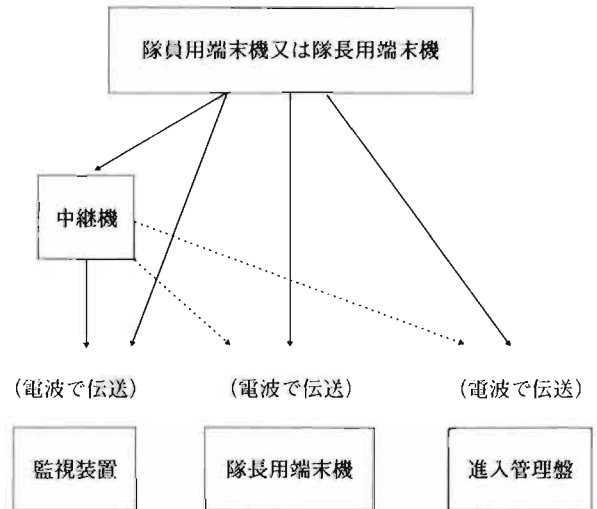 隊員用端末機又は隊長用端末機
中継機
(電波で伝送) (電波で伝送) (電波で伝送)
監視装置 隊長用端末機 進入管理盤